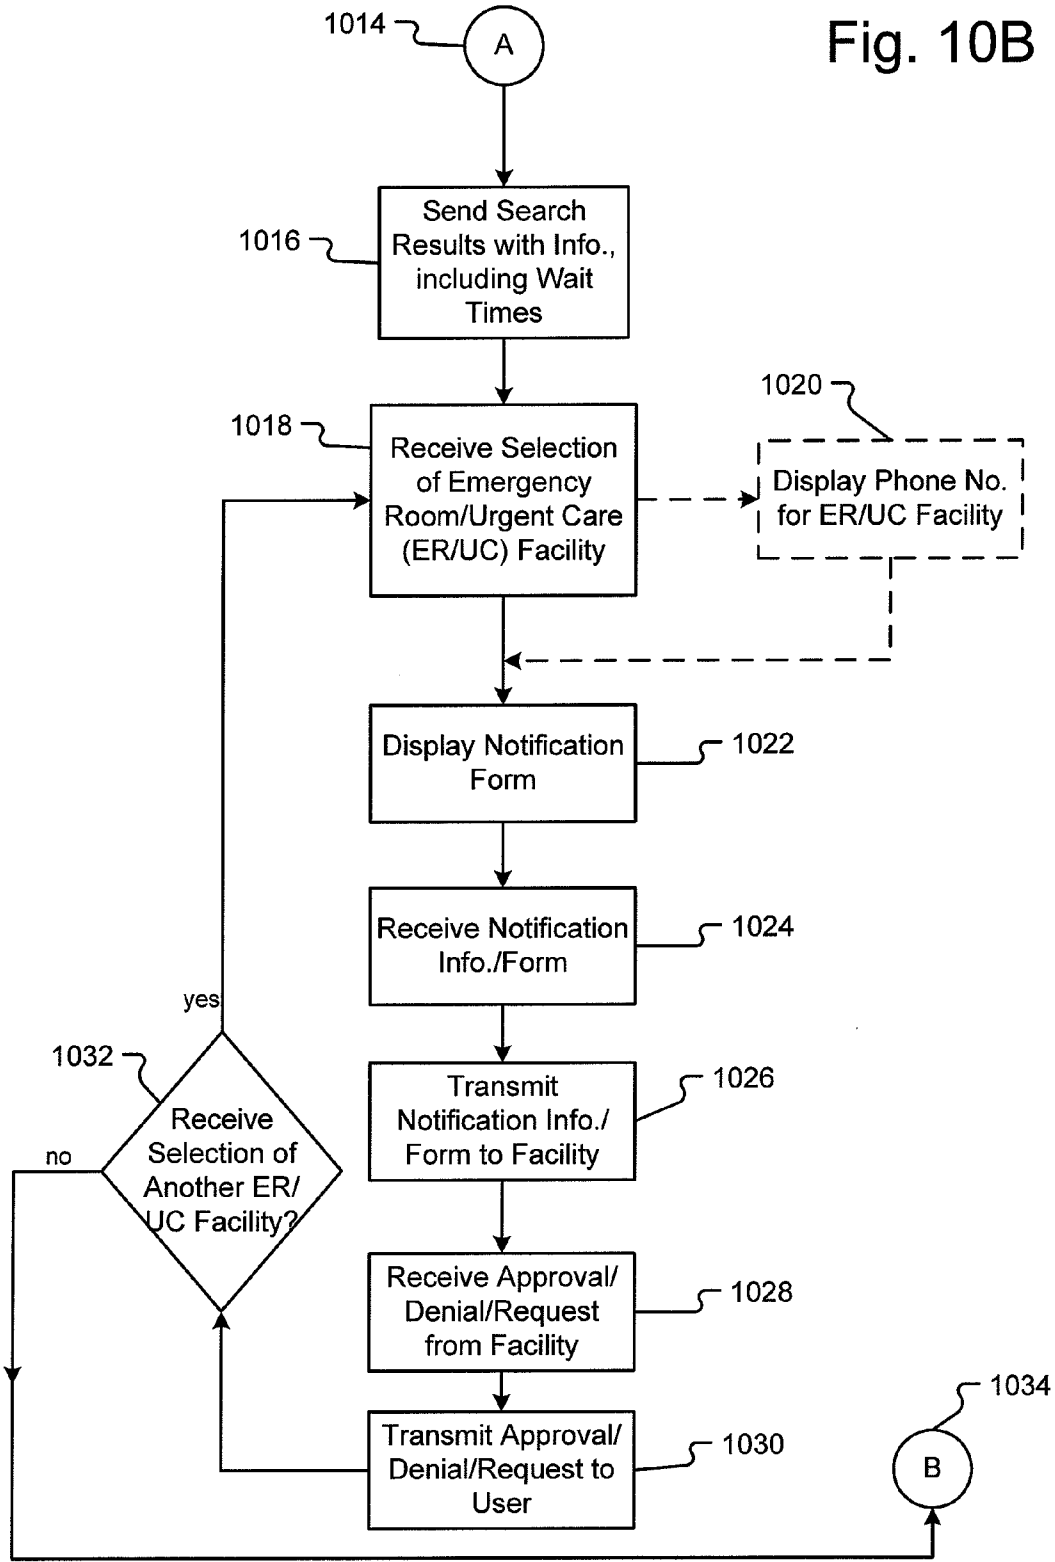 1014
A
Fig. 10B
1016
Send Search
Results with Info.,
including Wait
Times
1018
Receive Selection
of Emergency
Room/Urgent Care
(ER/UC) Facility
1020
Display Phone No.
for ER/UC Facility
Display Notification
Form
1022
Receive Notification
Info./Form
1024
yes
1032
Receive
Selection of
Another ER/
UC Facility?
no
Transmit
Notification Info./
Form to Facility
1026
Receive Approval/
Denial/Request
from Facility
1028
Transmit Approval/
Denial/Request to
User
1030
1034
B